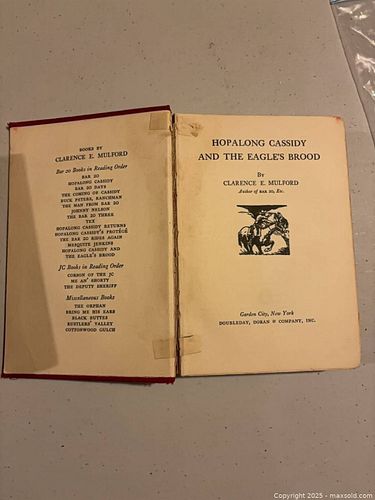 BOOKS BY
CLARENCE E. MULFORD
Bar 20 Books in Reading Order
BAR 20
HOPALONG CASSIDY
BAR 20 DAYS
THE COMING OF CASSIDY
BUCK PETERS, RANCHMAN
THE MAN FROM BAR 20
JOHNNY NELSON
THE BAR 20 THREE
TEX
HOPALONG CASSIDY RETURNS
HOPALONG CASSIDY'S PROTÉGÉ
THE BAR 20 RIDES AGAIN
MESQUITE JENKINS
HOPALONG CASSIDY AND
THE EAGLE'S BROOD
JC Books in Reading Order
CORSON OF THE JC
ME AN' SHORTY
THE DEPUTY SHERIFF
Miscellaneous Books
THE ORPHAN
BRING ME HIS EARS
BLACK BUTTES
RUSTLERS' VALLEY
COTTONWOOD GULCH
HOPALONG CASSIDY
AND THE EAGLE'S BROOD
BY
CLARENCE E. MULFORD
Author of BAR 20, Etc.
Garden City, New York
DOUBLEDAY, DORAN & COMPANY, INC.
Copyright 2025 - maxsold.com